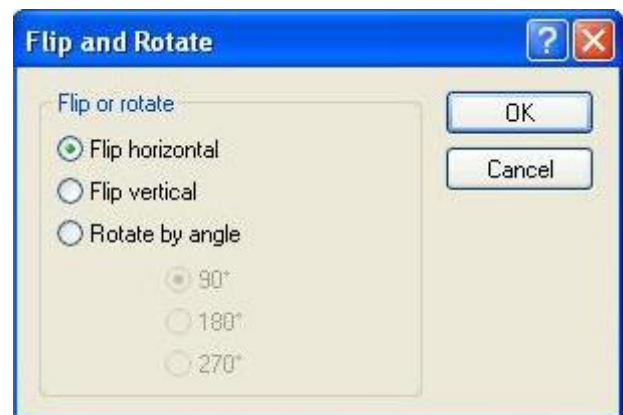 Flip and Rotate
Flip or rotate
Flip horizontal
Flip vertical
Rotate by angle
90°
180°
270°
OK
Cancel